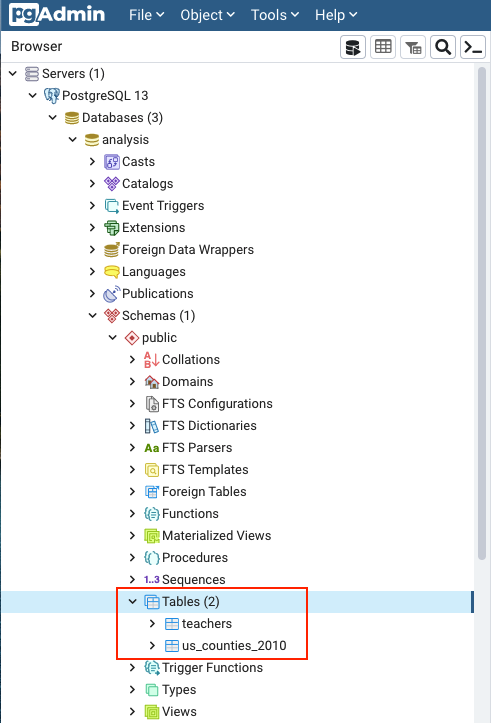 pgAdmin File Object Tools Help
Browser
Servers (1)
PostgreSQL 13
Databases (3)
analysis
Casts
Catalogs
Event Triggers
Extensions
Foreign Data Wrappers
Languages
Publications
Schemas (1)
public
Collations
Domains
FTS Configurations
FTS Dictionaries
Aa FTS Parsers
FTS Templates
Foreign Tables
Functions
Materialized Views
Procedures
1..3 Sequences
Tables (2)
teachers
us_counties_2010
Trigger Functions
Types
Views